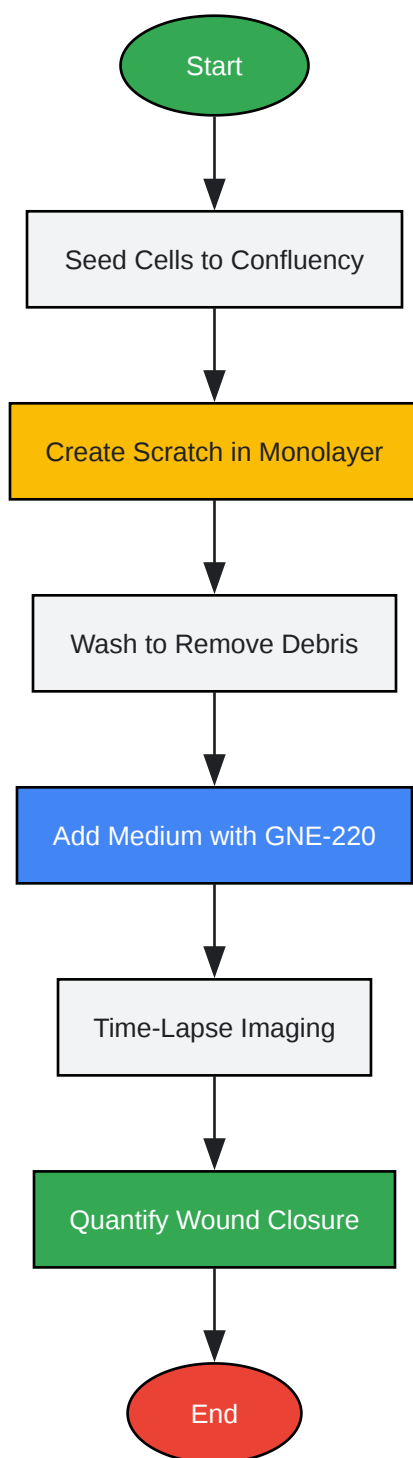 Start
Seed Cells to Confluency
Create Scratch in Monolayer
Wash to Remove Debris
Add Medium with GNE-220
Time-Lapse Imaging
Quantify Wound Closure
End